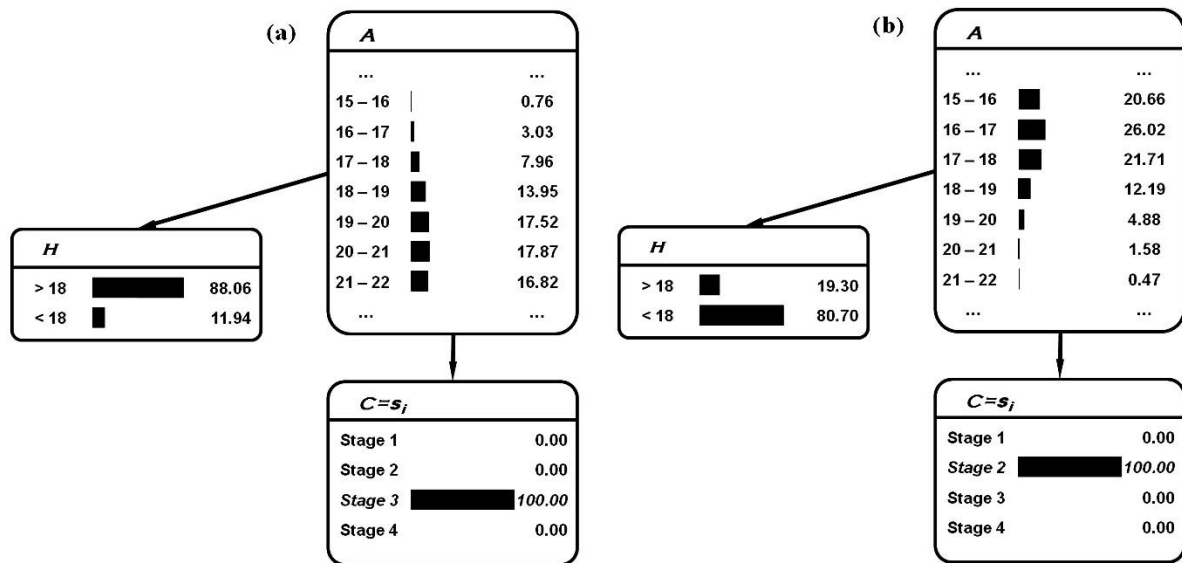 (a)
A
... ...
15 – 16 0.76
16 – 17 3.03
17 – 18 7.96
18 – 19 13.95
19 – 20 17.52
20 – 21 17.87
21 – 22 16.82
... ...
H
> 18 88.06
< 18 11.94
C=si
Stage 1 0.00
Stage 2 0.00
Stage 3 100.00
Stage 4 0.00
(b)
A
... ...
15 – 16 20.66
16 – 17 26.02
17 – 18 21.71
18 – 19 12.19
19 – 20 4.88
20 – 21 1.58
21 – 22 0.47
... ...
H
> 18 19.30
< 18 80.70
C=si
Stage 1 0.00
Stage 2 100.00
Stage 3 0.00
Stage 4 0.00